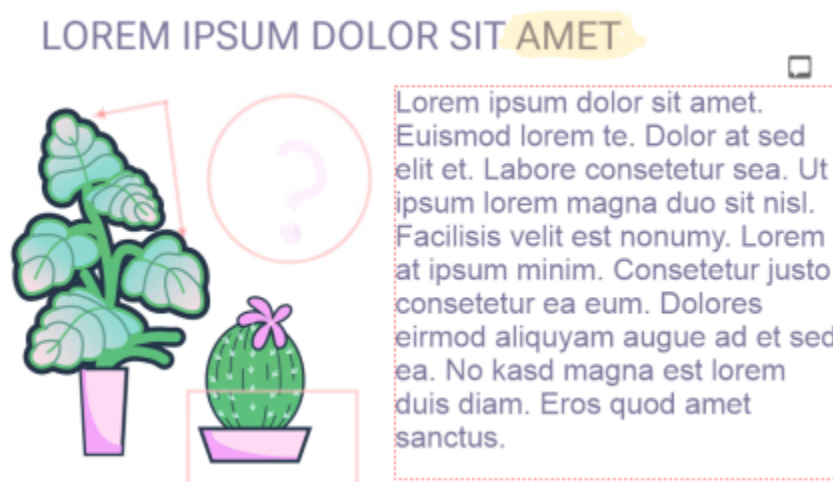 LOREM IPSUM DOLOR SIT AMET
?
Lorem ipsum dolor sit amet.
Euismod lorem te. Dolor at sed
elit et. Labore consetetur sea. Ut
ipsum lorem magna duo sit nisl.
Facilisis velit est nonumy. Lorem
at ipsum minim. Consetetur justo
consetetur ea eum. Dolores
eirmod aliquyam augue ad et sed
ea. No kasd magna est lorem
duis diam. Eros quod amet
sanctus.